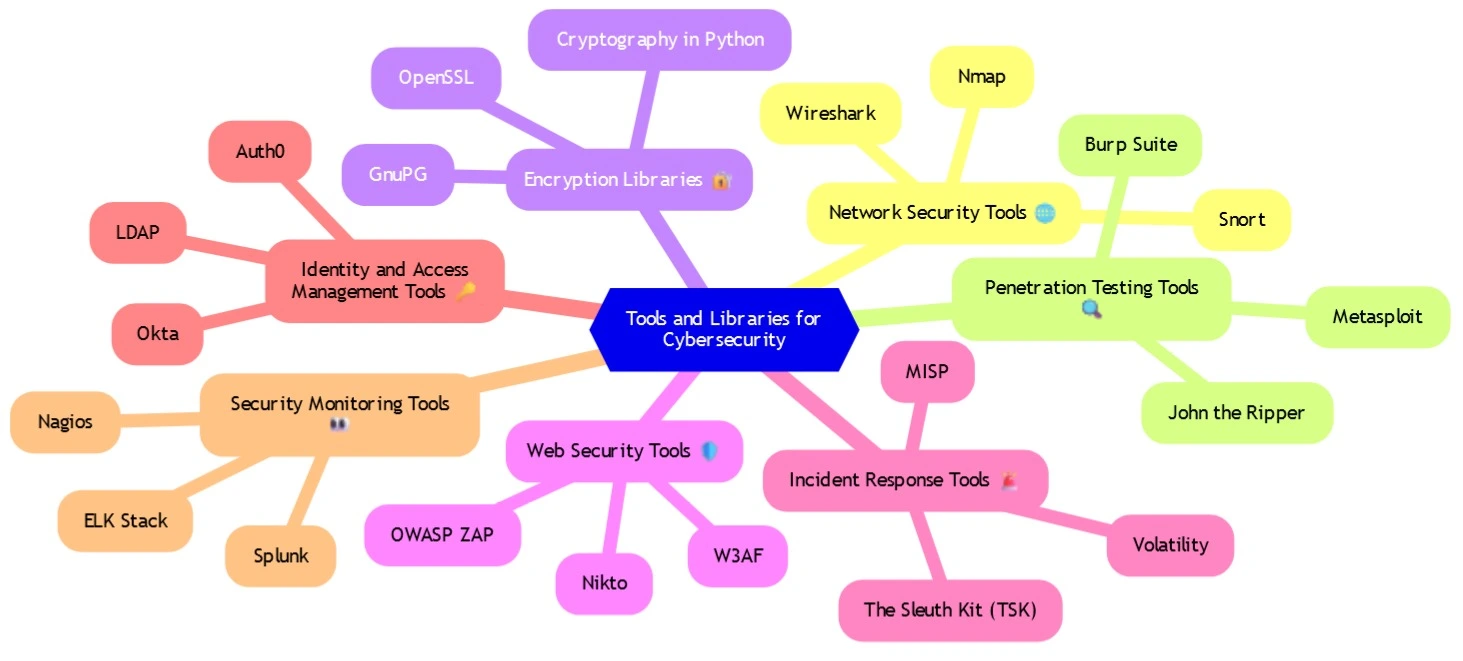 Tools and Libraries for
Cybersecurity
Encryption Libraries 🔐
Cryptography in Python
OpenSSL
GnuPG
Network Security Tools 🌐
Wireshark
Nmap
Snort
Penetration Testing Tools
🔍
Burp Suite
Metasploit
John the Ripper
Incident Response Tools 🚨
MISP
Volatility
The Sleuth Kit (TSK)
Web Security Tools 🛡️
OWASP ZAP
Nikto
W3AF
Security Monitoring Tools
👀
Nagios
ELK Stack
Splunk
Identity and Access
Management Tools 🔑
Auth0
LDAP
Okta